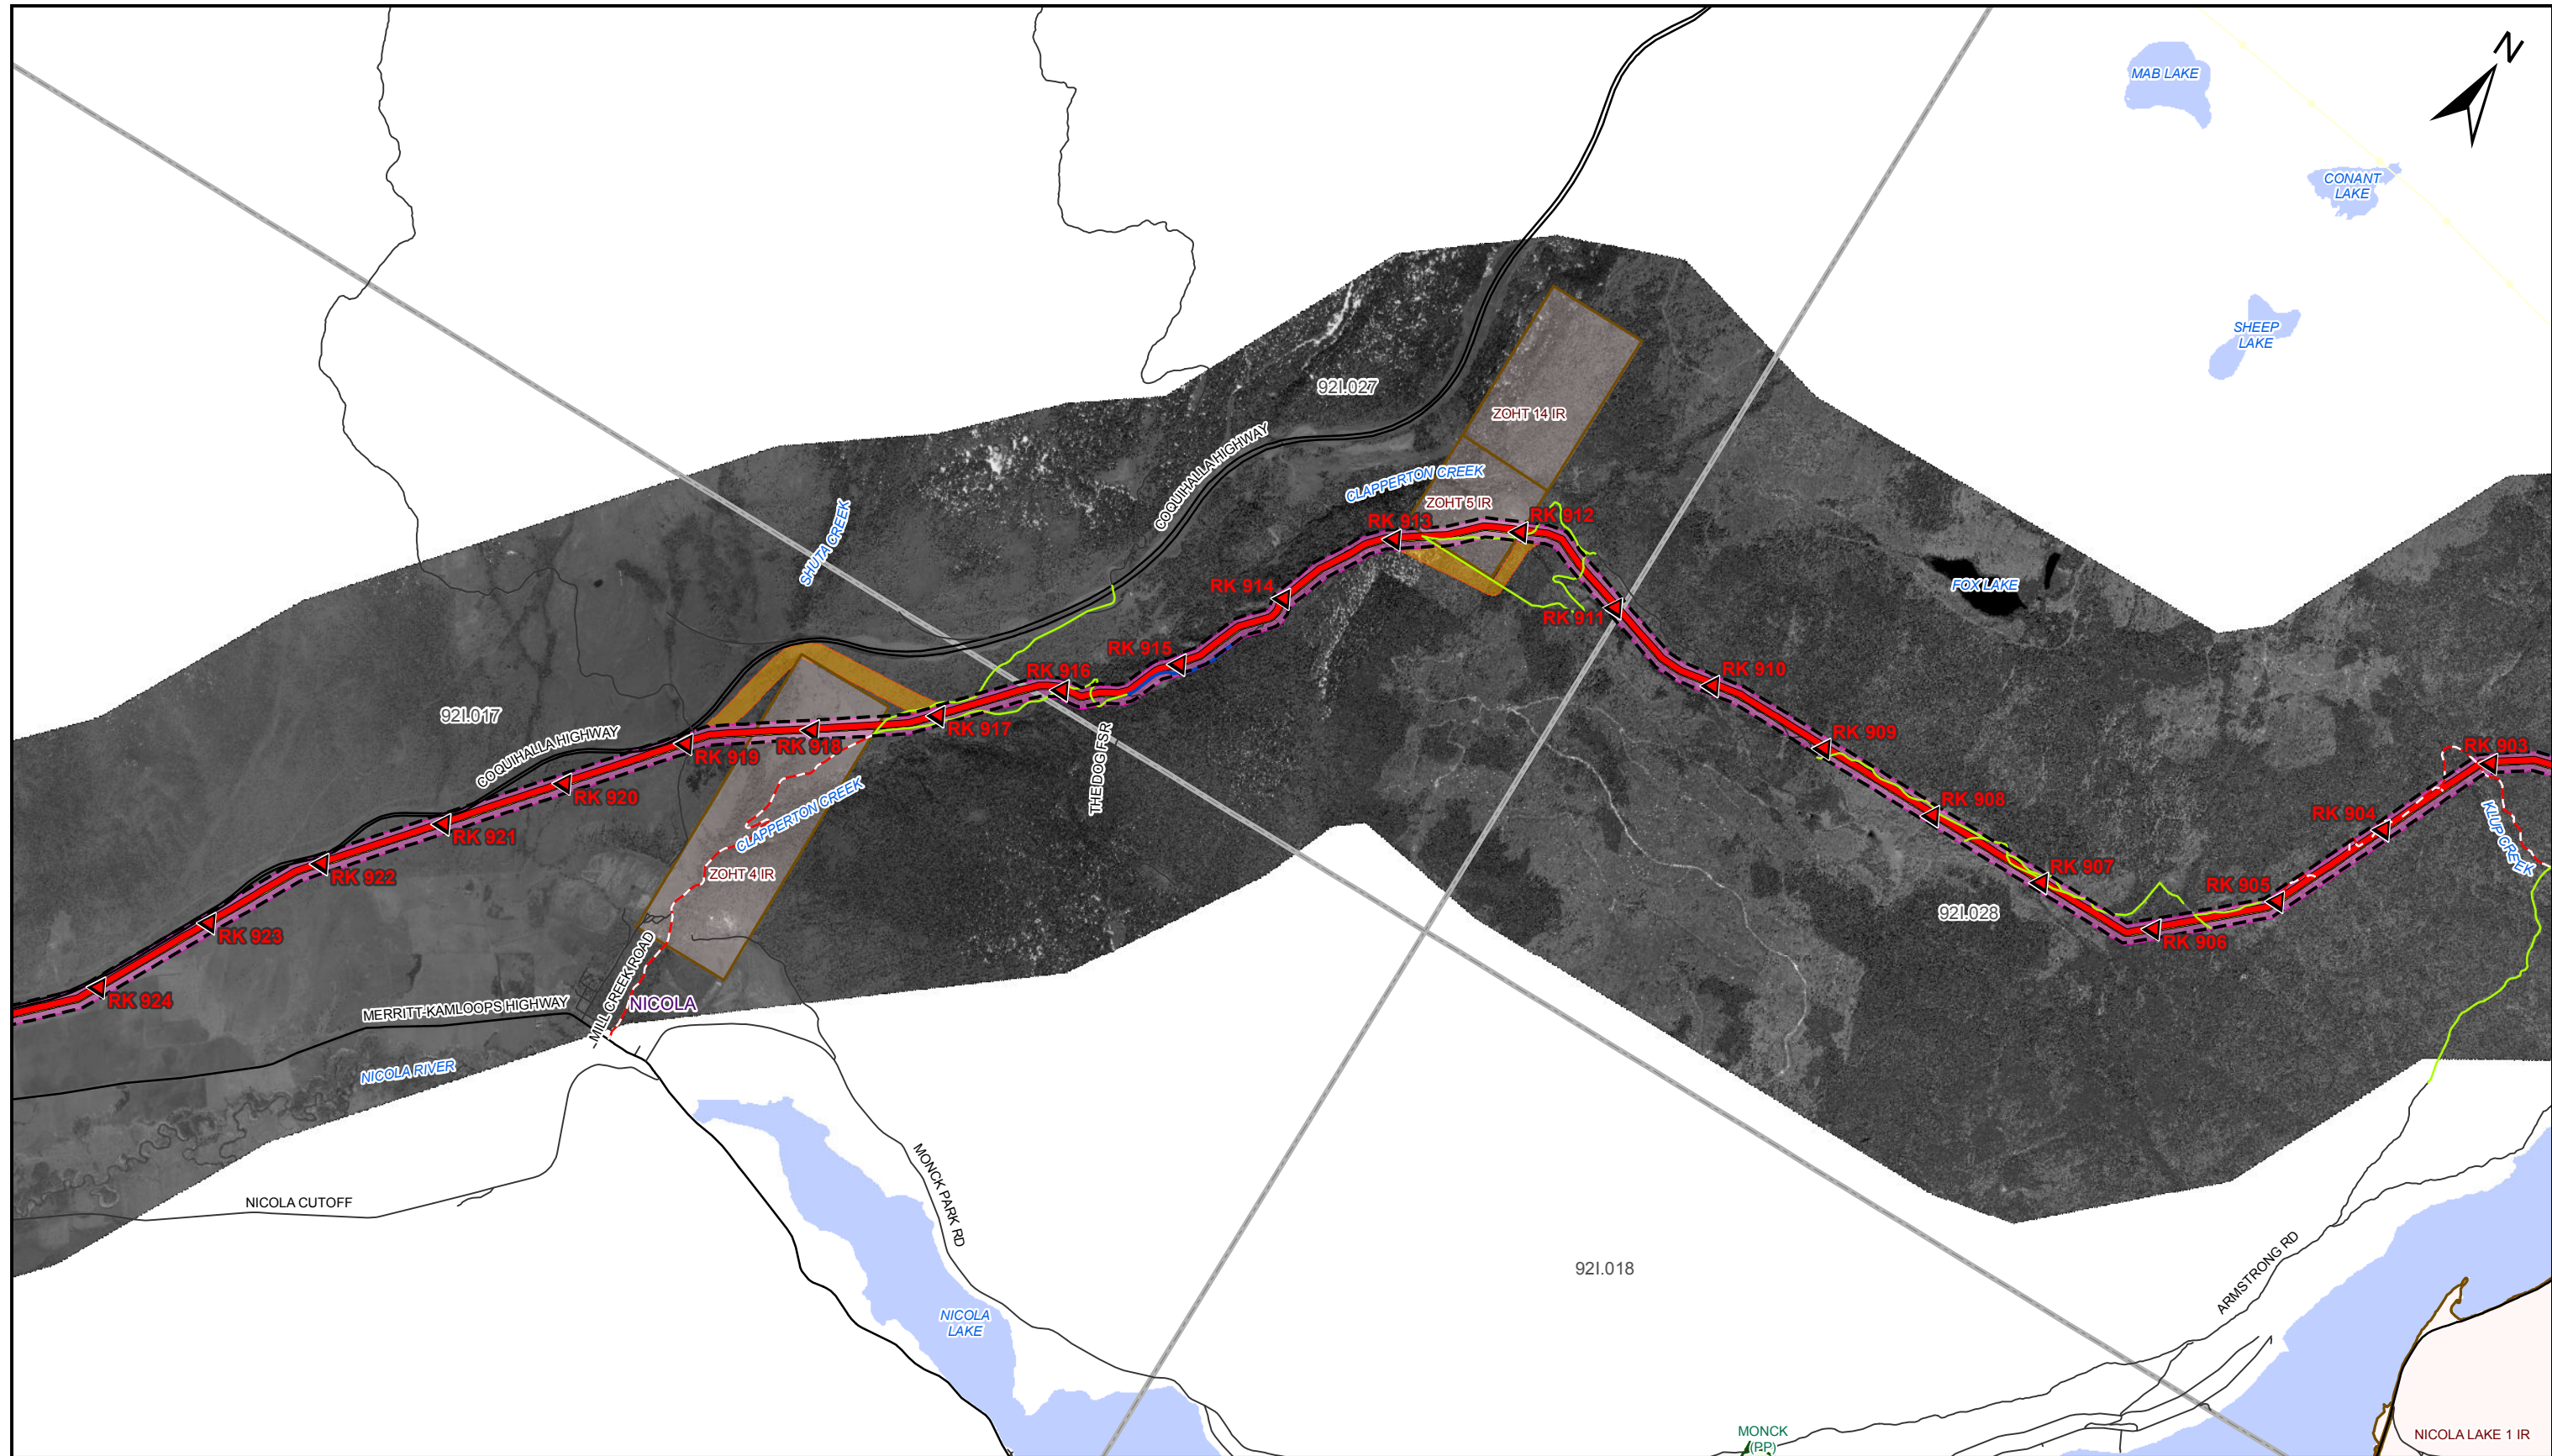 N
MAB LAKE
CONANT
LAKE
SHEEP
LAKE
92I.027
ZOHT 14 IR
COQUIHALLA HIGHWAY
CLAPPERTON CREEK
ZOHT 5 IR
RK 913
RK 912
SHUTA CREEK
FOX LAKE
RK 914
RK 911
RK 915
RK 916
RK 910
92I.017
RK 917
COQUIHALLA HIGHWAY
RK 918
RK 919
THE DOG FSR
RK 909
RK 903
RK 920
RK 908
CLAPPERTON CREEK
RK 904
RK 921
KLUP CREEK
RK 922
ZOHT 4 IR
RK 907
RK 905
92I.028
RK 923
RK 906
MILL CREEK ROAD
RK 924
NICOLA
MERRITT-KAMLOOPS HIGHWAY
NICOLA RIVER
NICOLA CUTOFF
MONCK PARK RD
92I.018
ARMSTRONG RD
NICOLA
LAKE
MONCK
(PP)
NICOLA LAKE 1 IR